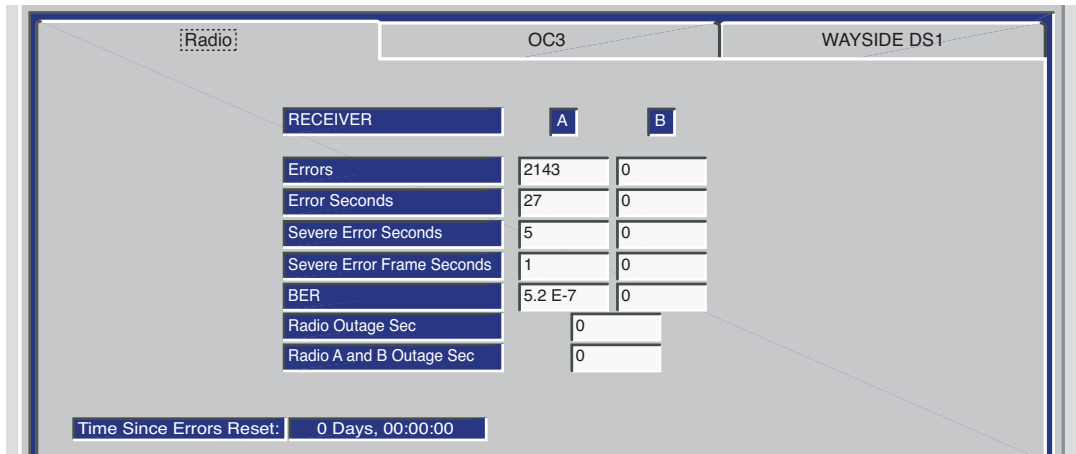 Radio OC3 WAYSIDE DS1
RECEIVER A B
Errors 2143 0
Error Seconds 27 0
Severe Error Seconds 5 0
Severe Error Frame Seconds 1 0
BER 5.2 E-7 0
Radio Outage Sec 0
Radio A and B Outage Sec 0
Time Since Errors Reset: 0 Days, 00:00:00